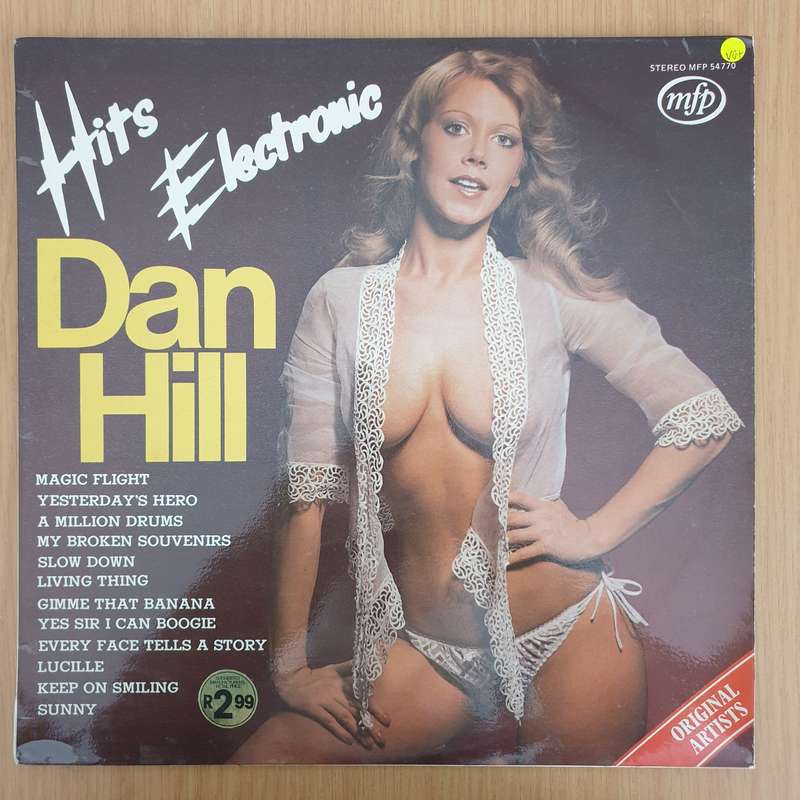 Hits
Electronic
Dan
Hill
STEREO MFP 54770
mfp
VG+
MAGIC FLIGHT
YESTERDAY'S HERO
A MILLION DRUMS
MY BROKEN SOUVENIRS
SLOW DOWN
LIVING THING
GIMME THAT BANANA
YES SIR I CAN BOOGIE
EVERY FACE TELLS A STORY
LUCILLE
KEEP ON SMILING
SUNNY
R2.99
ORIGINAL
ARTISTS